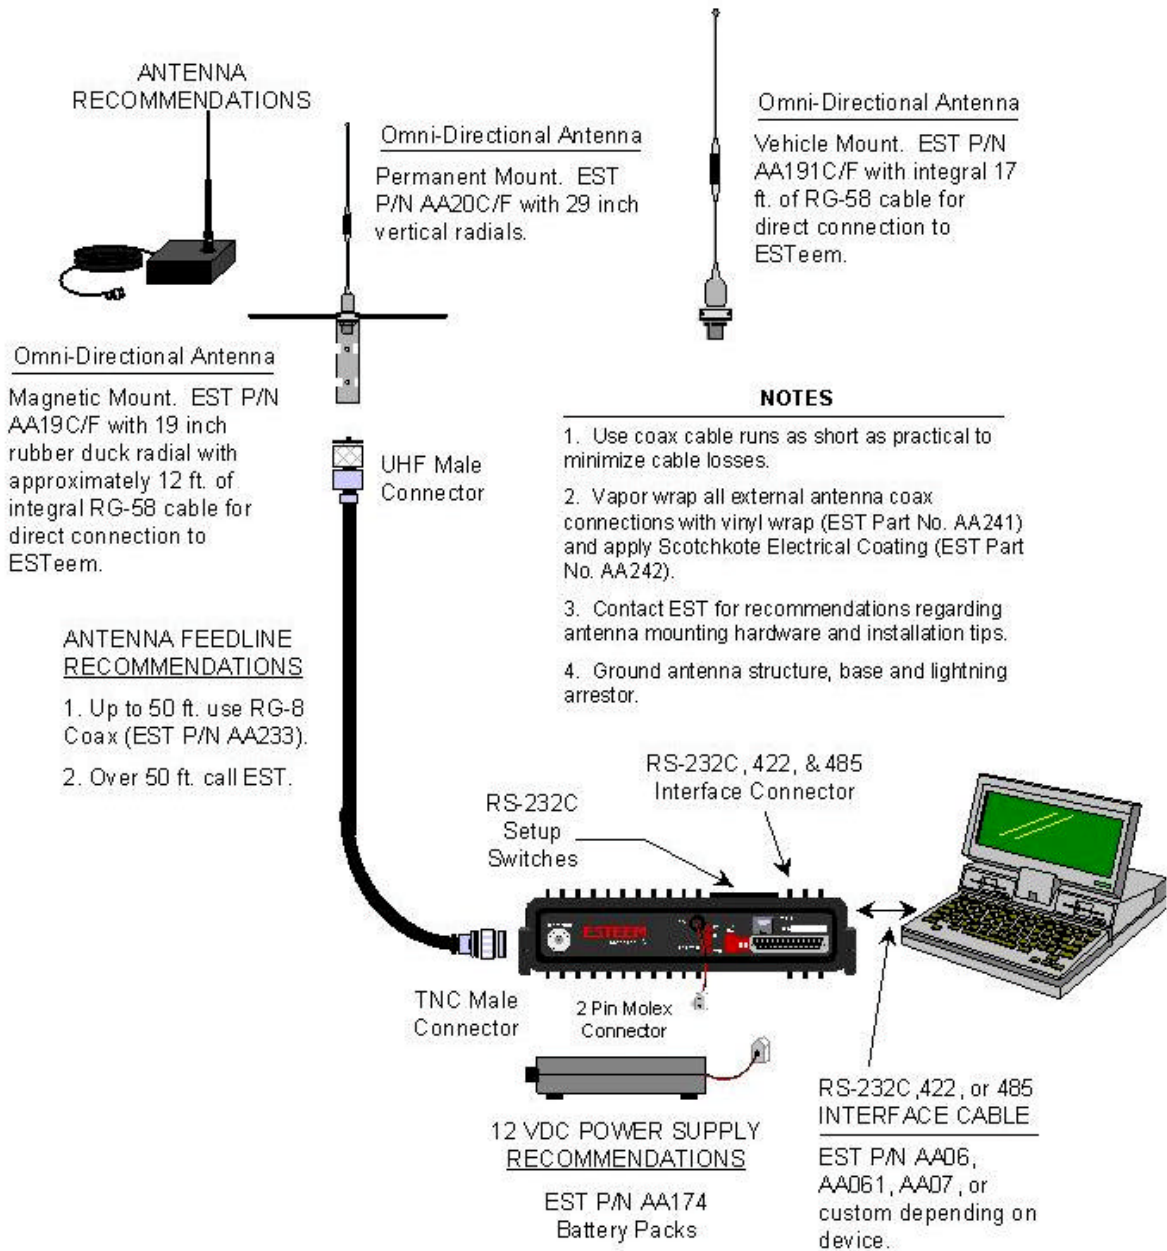 ANTENNA
RECOMMENDATIONS
Omni-Directional Antenna
Permanent Mount. EST
P/N AA20C/F with 29 inch
vertical radials.
Omni-Directional Antenna
Vehicle Mount. EST P/N
AA191C/F with integral 17
ft. of RG-58 cable for
direct connection to
ESTeem.
Omni-Directional Antenna
Magnetic Mount. EST P/N
AA19C/F with 19 inch
rubber duck radial with
approximately 12 ft. of
integral RG-58 cable for
direct connection to
ESTeem.
UHF Male
Connector
NOTES
1. Use coax cable runs as short as practical to
minimize cable losses.
2. Vapor wrap all external antenna coax
connections with vinyl wrap (EST Part No. AA241)
and apply Scotchkote Electrical Coating (EST Part
No. AA242).
3. Contact EST for recommendations regarding
antenna mounting hardware and installation tips.
4. Ground antenna structure, base and lightning
arrestor.
ANTENNA FEEDLINE
RECOMMENDATIONS
1. Up to 50 ft. use RG-8
Coax (EST P/N AA233).
2. Over 50 ft. call EST.
RS-232C, 422, & 485
Interface Connector
RS-232C
Setup
Switches
ESTEEM
TNC Male
Connector
2 Pin Molex
Connector
12 VDC POWER SUPPLY
RECOMMENDATIONS
EST P/N AA174
Battery Packs
RS-232C,422, or 485
INTERFACE CABLE
EST P/N AA06,
AA061, AA07, or
custom depending on
device.